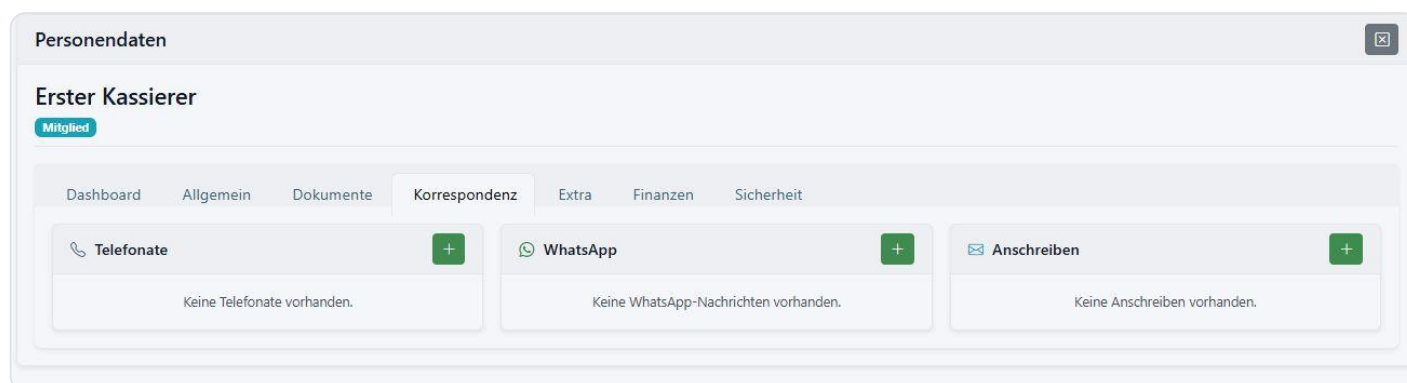 Personendaten
Erster Kassierer
Mitglied
Dashboard Allgemein Dokumente Korrespondenz Extra Finanzen Sicherheit
Telefonate + WhatsApp + Anschreiben +
Keine Telefonate vorhanden. Keine WhatsApp-Nachrichten vorhanden. Keine Anschreiben vorhanden.